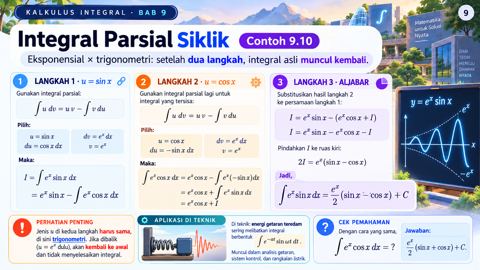 KALKULUS INTEGRAL • BAB 9
9
Integral Parsial Siklik
Contoh 9.10
Eksponensial × trigonometri: setelah dua langkah, integral asli muncul kembali.
Matematika
untuk Solusi
Nyata
1 LANGKAH 1 · u = sin x
Gunakan integral parsial:
∫ u dv = u v − ∫ v du
Pilih:
u = sin x
du = cos x dx
dv = eˣ dx
v = eˣ
Maka:
I = ∫ eˣ sin x dx
= eˣ sin x − ∫ eˣ cos x dx
2 LANGKAH 2 · u = cos x
Gunakan integral parsial lagi untuk
integral yang tersisa:
∫ u dv = u v − ∫ v du
Pilih:
u = cos x
du = −sin x dx
dv = eˣ dx
v = eˣ
Maka:
∫ eˣ cos x dx = eˣ cos x − ∫ eˣ(−sin x)dx
= eˣ cos x + ∫ eˣ sin x dx
= eˣ cos x + I
3 LANGKAH 3 · ALJABAR
Substitusikan hasil langkah 2
ke persamaan langkah 1:
I = eˣ sin x − (eˣ cos x + I)
I = eˣ sin x − eˣ cos x − I
Pindahkan I ke ruas kiri:
2I = eˣ(sin x − cos x)
Jadi,
∫ eˣ sin x dx = eˣ/2 (sin x − cos x) + C
y = eˣ sin x
y = eˣ
x
−eˣ
! PERHATIAN PENTING
Jenis u di kedua langkah harus sama,
di sini trigonometri. Jika dibalik
(u = eˣ dulu), akan kembali ke awal
dan tidak menyelesaikan integral.
APLIKASI DI TEKNIK
Di teknik: energi getaran teredam
sering melibatkan integral
berbentuk
∫ e⁻ᵃᵗ sin ωt dt.
Muncul dalam analisis getaran,
sistem kontrol, dan rangkaian listrik.
? CEK PEMAHAMAN
Dengan cara yang sama,
∫ eˣ cos x dx = ?
Jawaban:
eˣ/2 (sin x + cos x) + C.